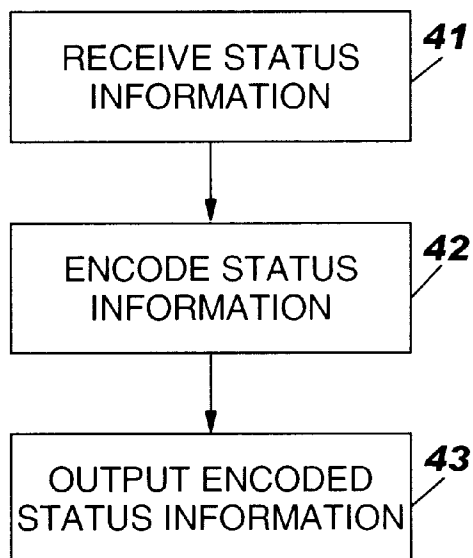 41
RECEIVE STATUS
INFORMATION
42
ENCODE STATUS
INFORMATION
43
OUTPUT ENCODED
STATUS INFORMATION